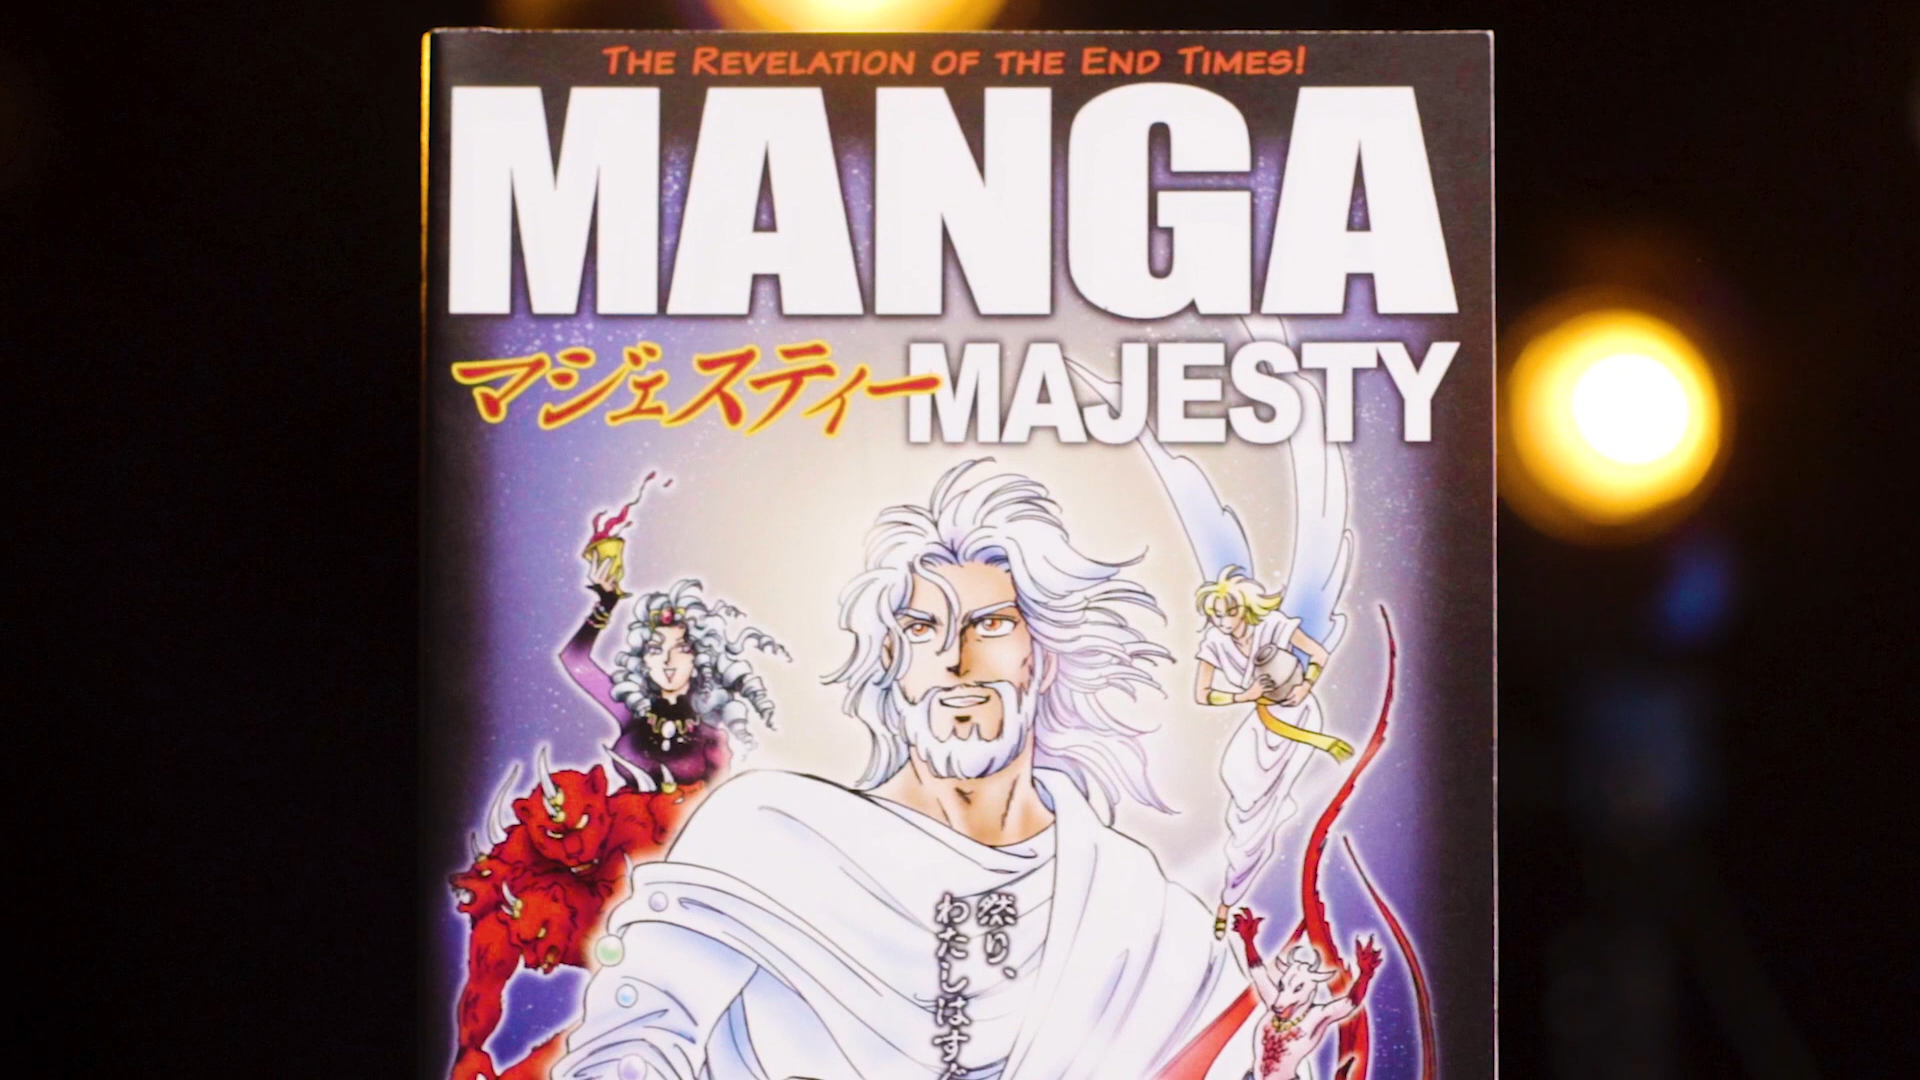 THE REVELATION OF THE END TIMES!
MANGA
マジェスティー
MAJESTY
然り、
わたしはすぐ